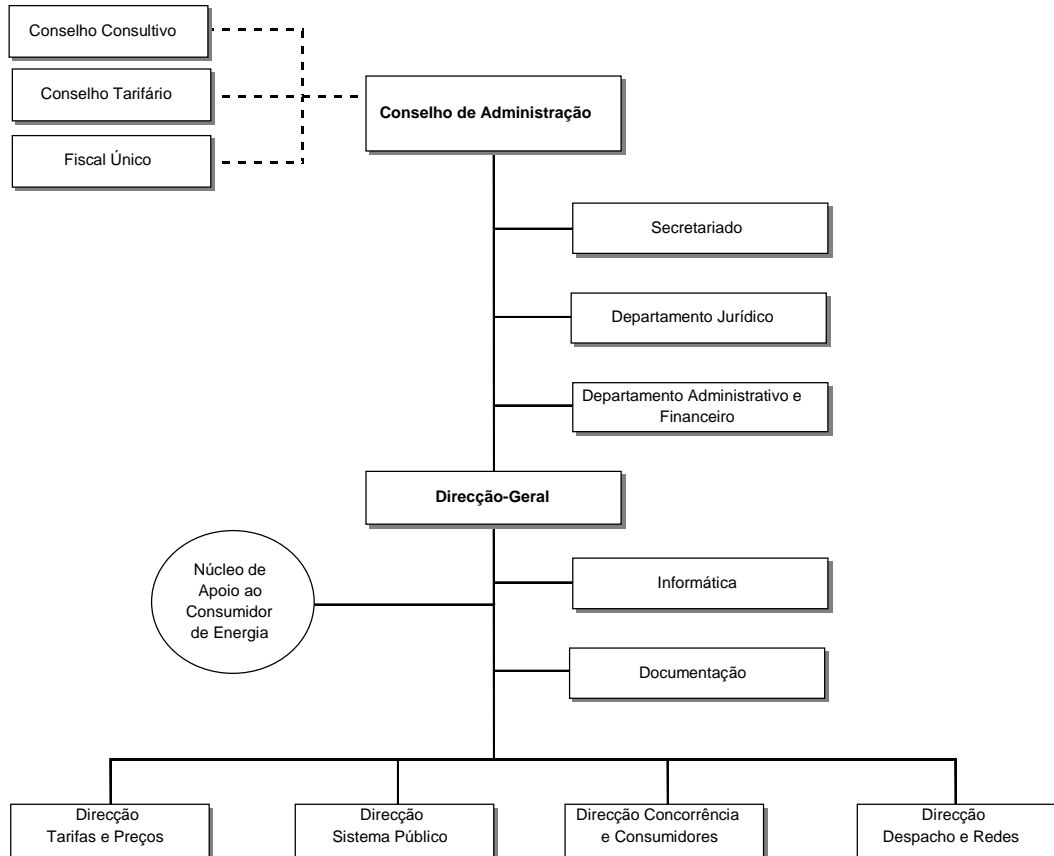 Conselho Consultivo
Conselho Tarifário
Fiscal Único
Conselho de Administração
Secretariado
Departamento Jurídico
Departamento Administrativo e
Financeiro
Direcção-Geral
Núcleo de
Apoio ao
Consumidor
de Energia
Informática
Documentação
Direcção
Tarifas e Preços
Direcção
Sistema Público
Direcção Concorrência
e Consumidores
Direcção
Despacho e Redes